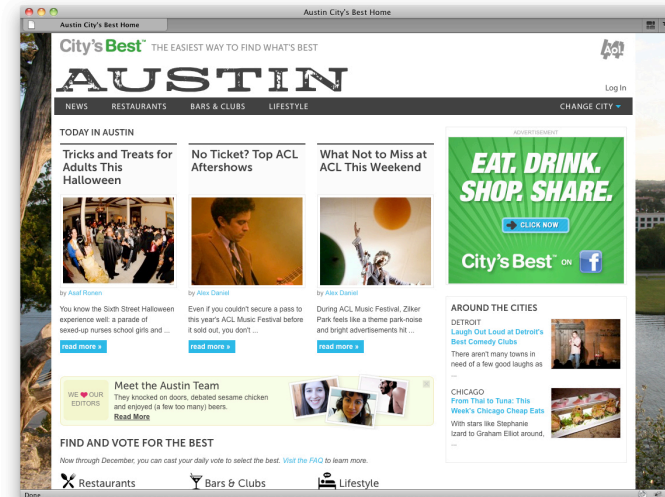 Austin City's Best Home
Austin City's Best Home
City's Best™ THE EASIEST WAY TO FIND WHAT'S BEST
Aol.
AUSTIN
Log In
NEWS RESTAURANTS BARS & CLUBS LIFESTYLE CHANGE CITY
TODAY IN AUSTIN
Tricks and Treats for
Adults This
Halloween
by Asaf Ronen
You know the Sixth Street Halloween
experience well: a parade of
sexed-up nurses school girls and ...
read more »
No Ticket? Top ACL
Aftershows
by Alex Daniel
Even if you couldn't secure a pass to
this year's ACL Music Festival before
it sold out, you don't ...
read more »
What Not to Miss at
ACL This Weekend
by Alex Daniel
During ACL Music Festival, Zilker
Park feels like a theme park-noise
and bright advertisements hit ...
read more »
ADVERTISEMENT
EAT. DRINK.
SHOP. SHARE.
CLICK NOW
City's Best™ ON f
WE ❤ OUR
EDITORS
Meet the Austin Team
They knocked on doors, debated sesame chicken
and enjoyed (a few too many) beers.
Read More
AROUND THE CITIES
DETROIT
Laugh Out Loud at Detroit's
Best Comedy Clubs
There aren't many towns in
need of a few good laughs as
...
CHICAGO
From Thai to Tuna: This
Week's Chicago Cheap Eats
With stars like Stephanie
Izard to Graham Elliot around,
...
FIND AND VOTE FOR THE BEST
Now through December, you can cast your daily vote to select the best. Visit the FAQ to learn more.
Restaurants Bars & Clubs Lifestyle
Done